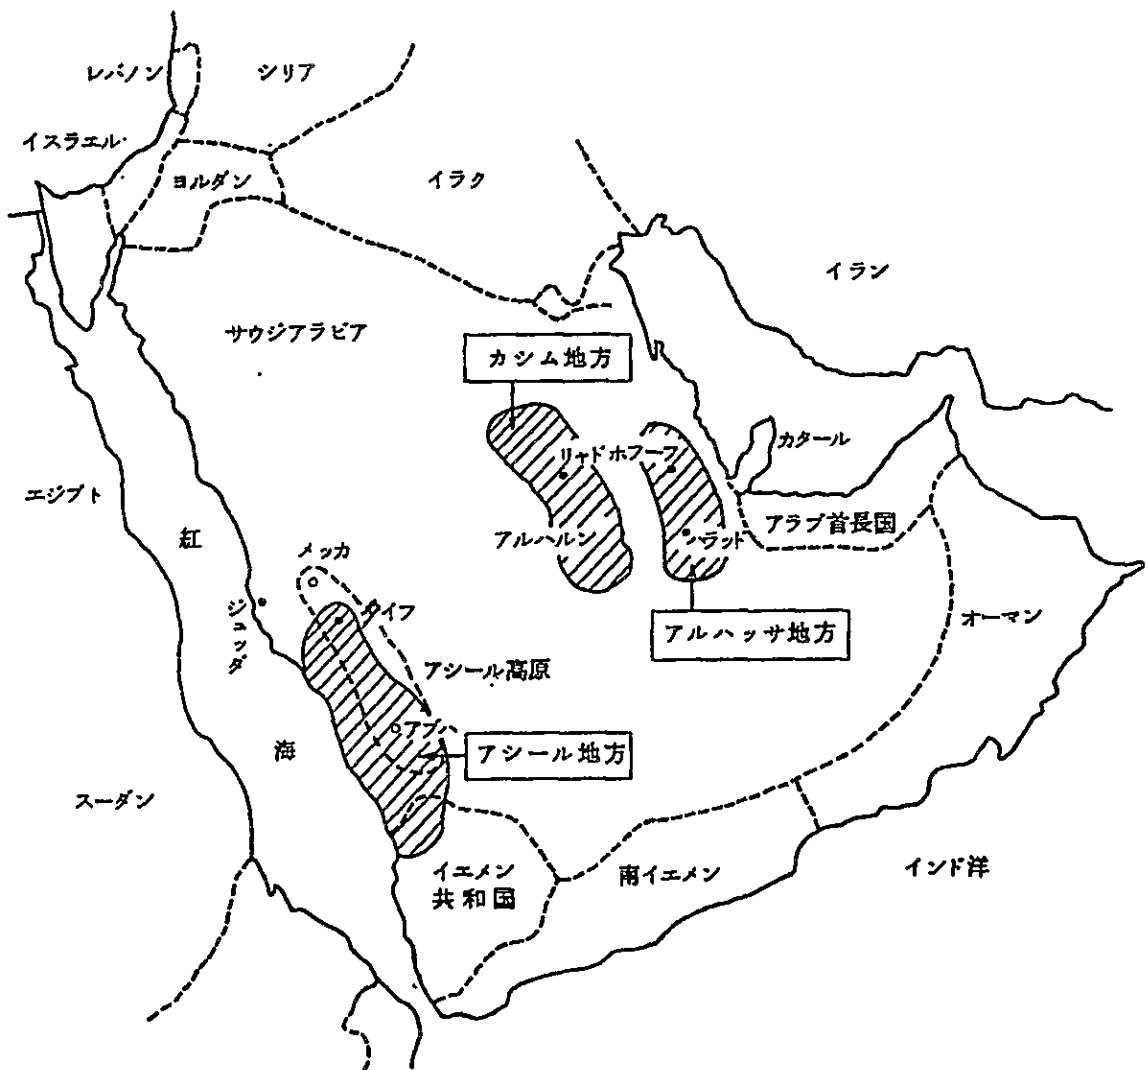 レバノン
シリア
イスラエル
ヨルダン
イラク
イラン
サウジアラビア
カシム地方
カタール
リャド
ホフーフ
エジプト
紅
海
アラブ首長国
アルハルン
ハラット
メッカ
ジェッダ
タイフ
オーマン
アルハッサ地方
アシール高原
アブハ
アシール地方
スーダン
イエメン
共和国
南イエメン
インド洋